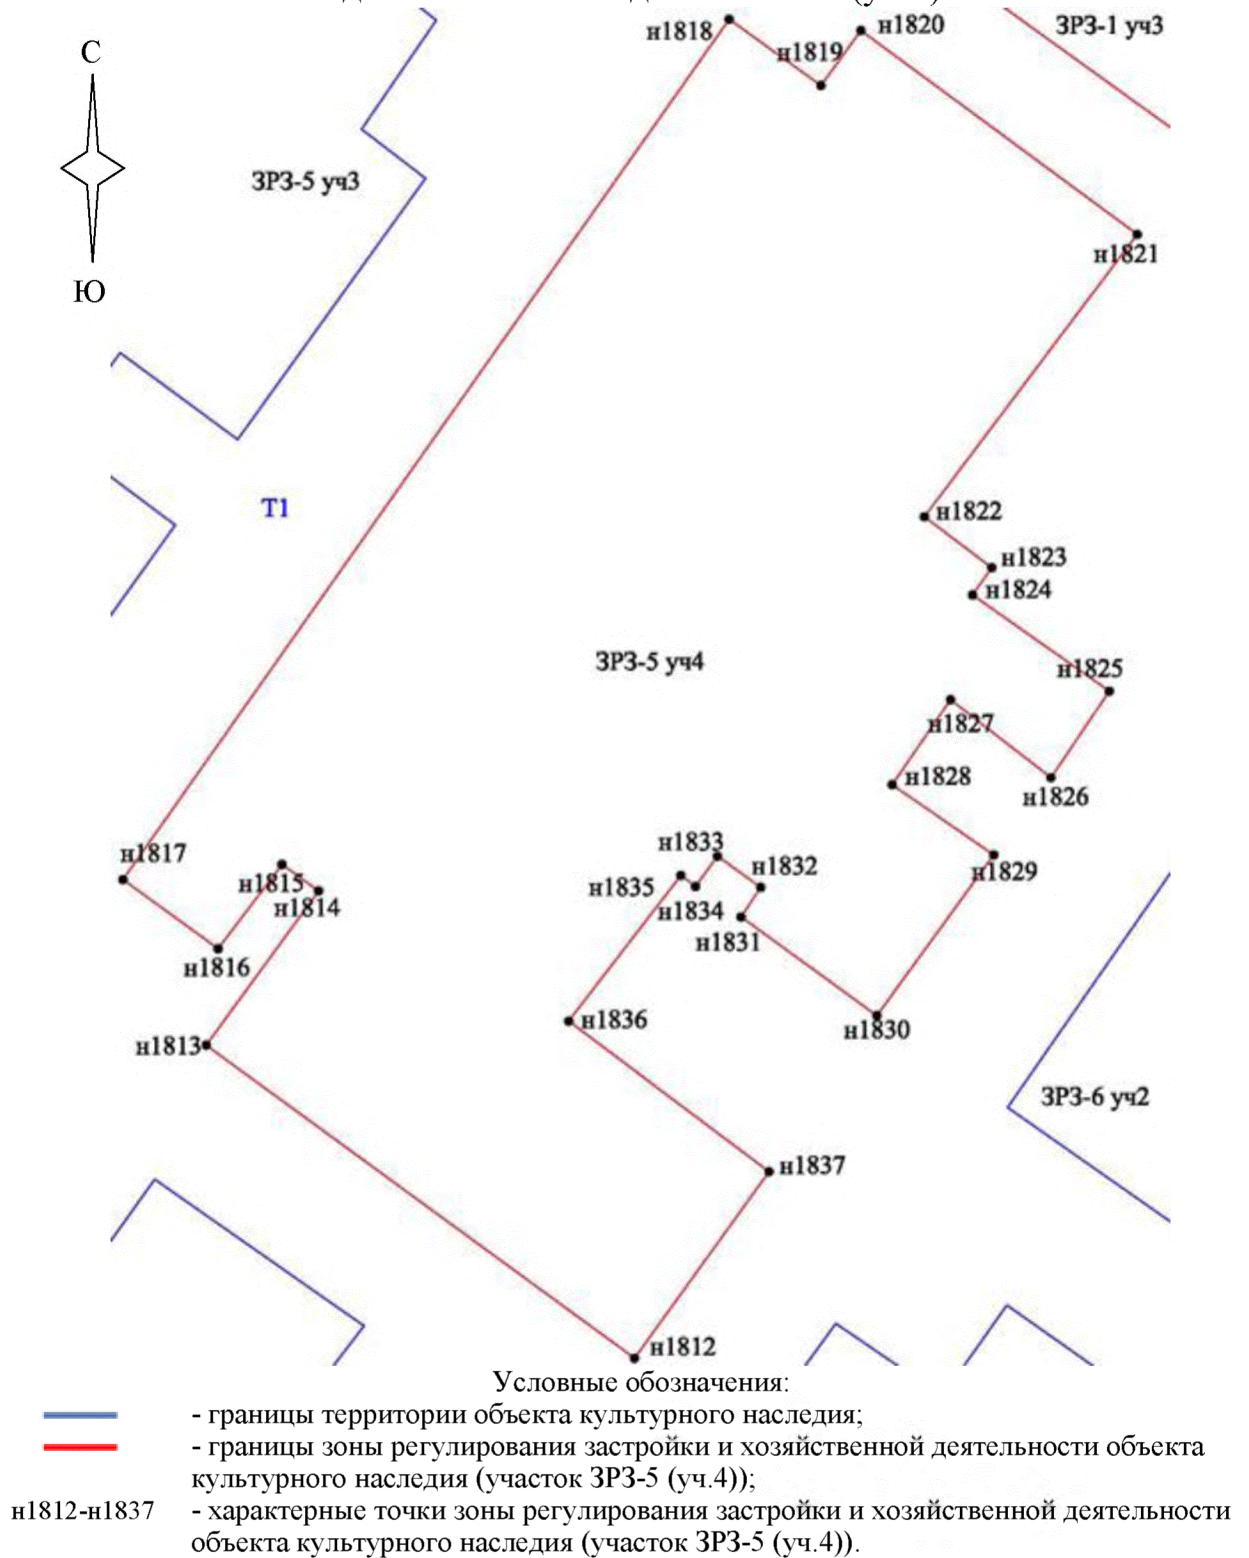 н1818
н1819
н1820
ЗРЗ-1 уч3
С
ЗРЗ-5 уч3
н1821
Ю
Т1
н1822
н1823
н1824
ЗРЗ-5 уч4
н1825
н1827
н1828
н1826
н1817
н1833
н1832
н1829
н1815
н1835
н1814
н1834
н1831
н1816
н1836
н1830
н1813
ЗРЗ-6 уч2
н1837
н1812
Условные обозначения:
- границы территории объекта культурного наследия;
- границы зоны регулирования застройки и хозяйственной деятельности объекта
культурного наследия (участок ЗРЗ-5 (уч.4));
н1812-н1837 - характерные точки зоны регулирования застройки и хозяйственной деятельности
объекта культурного наследия (участок ЗРЗ-5 (уч.4)).